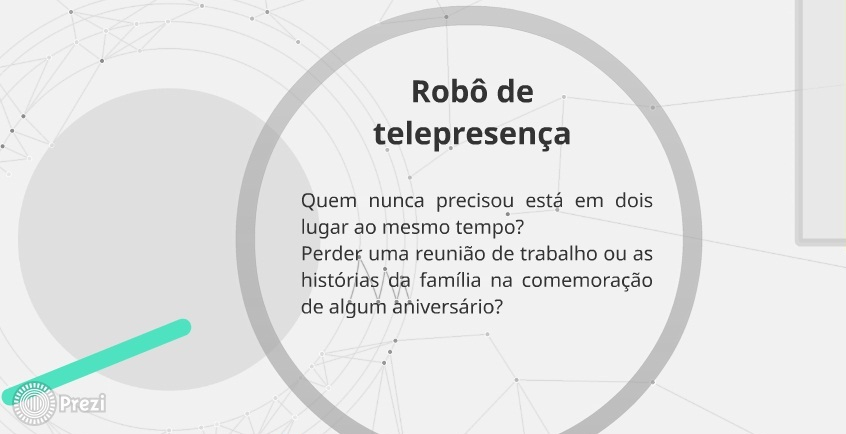 Robô de
telepresença
Quem nunca precisou está em dois
lugar ao mesmo tempo?
Perder uma reunião de trabalho ou as
histórias da família na comemoração
de algum aniversário?
Prezi